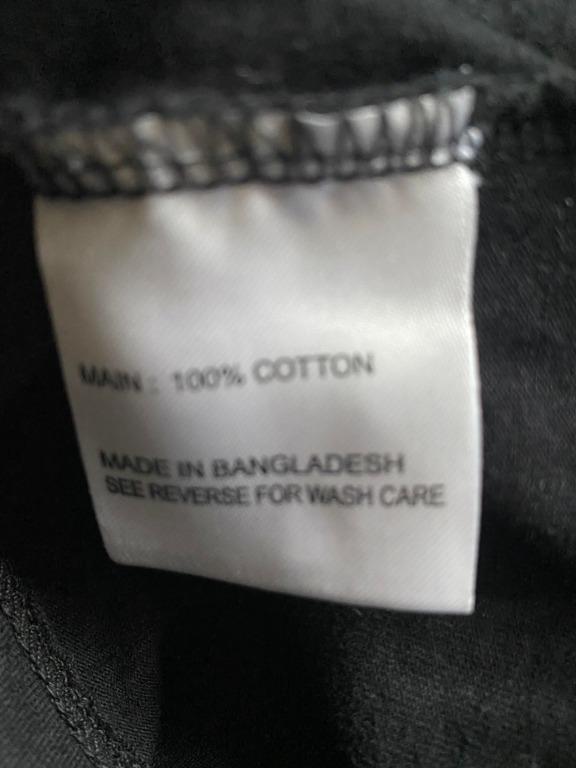 MAIN : 100% COTTON
MADE IN BANGLADESH
SEE REVERSE FOR WASH CARE